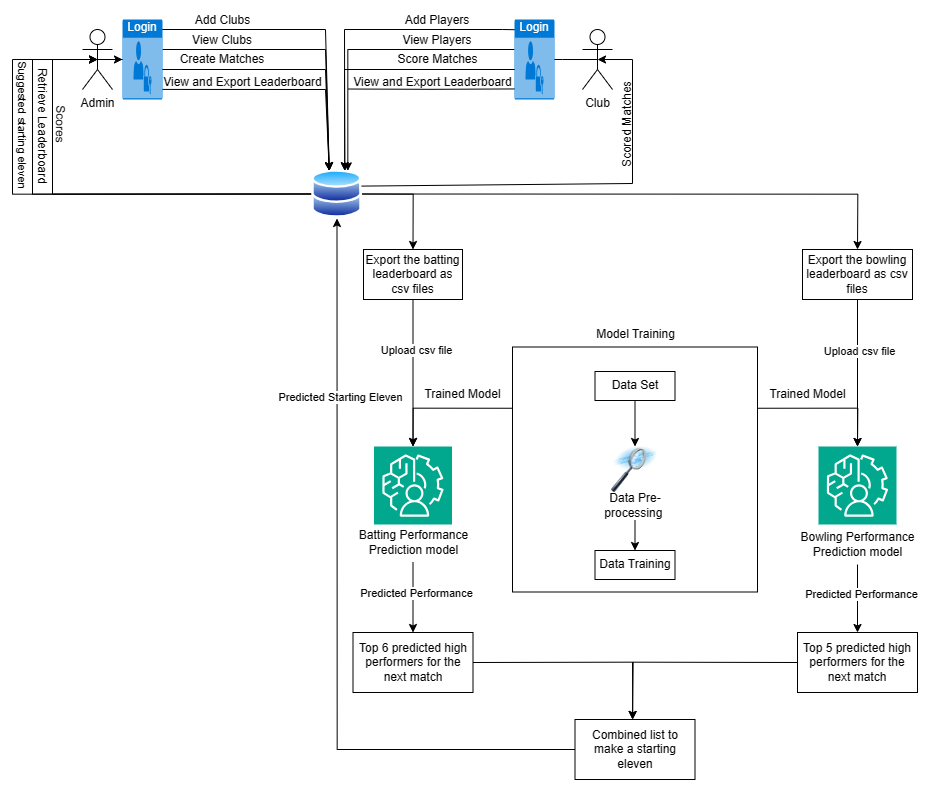 Add Clubs
Add Players
Login
Login
View Clubs
View Players
Create Matches
Score Matches
View and Export Leaderboard
View and Export Leaderboard
Admin
Club
Suggested starting eleven
Retrieve Leaderboard
Scores
Scored Matches
Export the batting
leaderboard as
csv files
Export the bowling
leaderboard as csv
files
Model Training
Upload csv file
Upload csv file
Data Set
Predicted Starting Eleven
Trained Model
Trained Model
Data Pre-
processing
Batting Performance
Prediction model
Bowling Performance
Prediction model
Data Training
Predicted Performance
Predicted Performance
Top 6 predicted high
performers for the
next match
Top 5 predicted high
performers for the
next match
Combined list to
make a starting
eleven